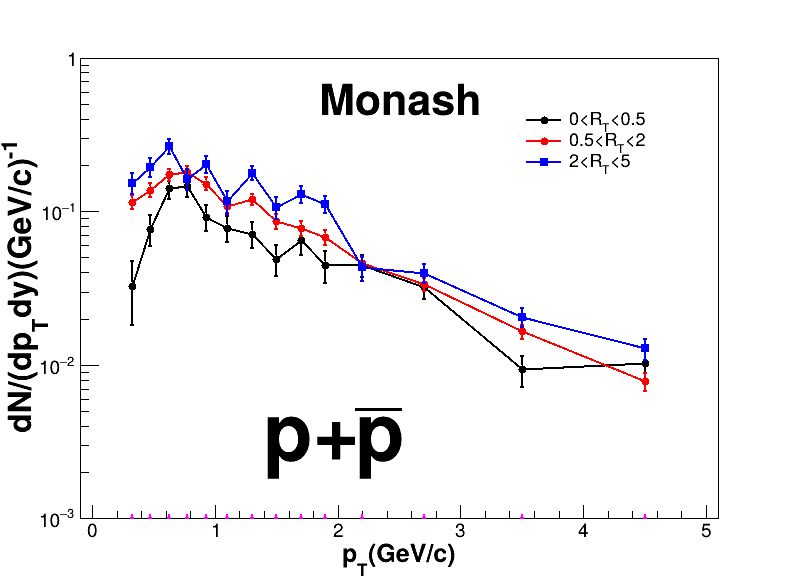 Monash
0<R_T<0.5
0.5<R_T<2
2<R_T<5
dN/(dp_T dy)(GeV/c)^-1
1
10^-1
10^-2
10^-3
p+p̅
0 1 2 3 4 5
p_T(GeV/c)